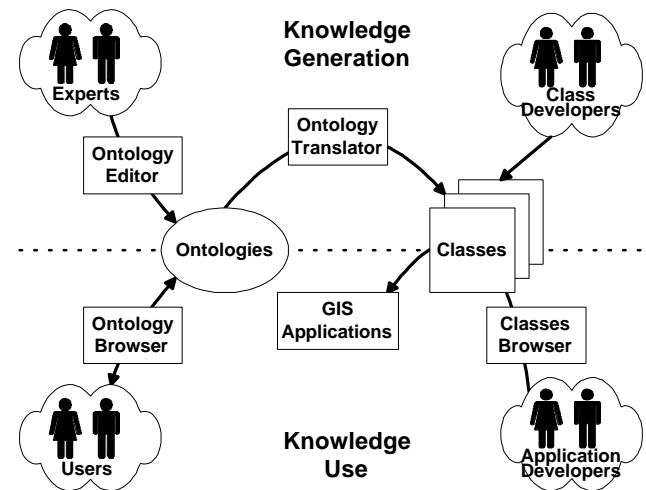 Knowledge
Generation
Experts
Class
Developers
Ontology
Editor
Ontology
Translator
Ontologies
Classes
Ontology
Browser
GIS
Applications
Classes
Browser
Users
Knowledge
Use
Application
Developers